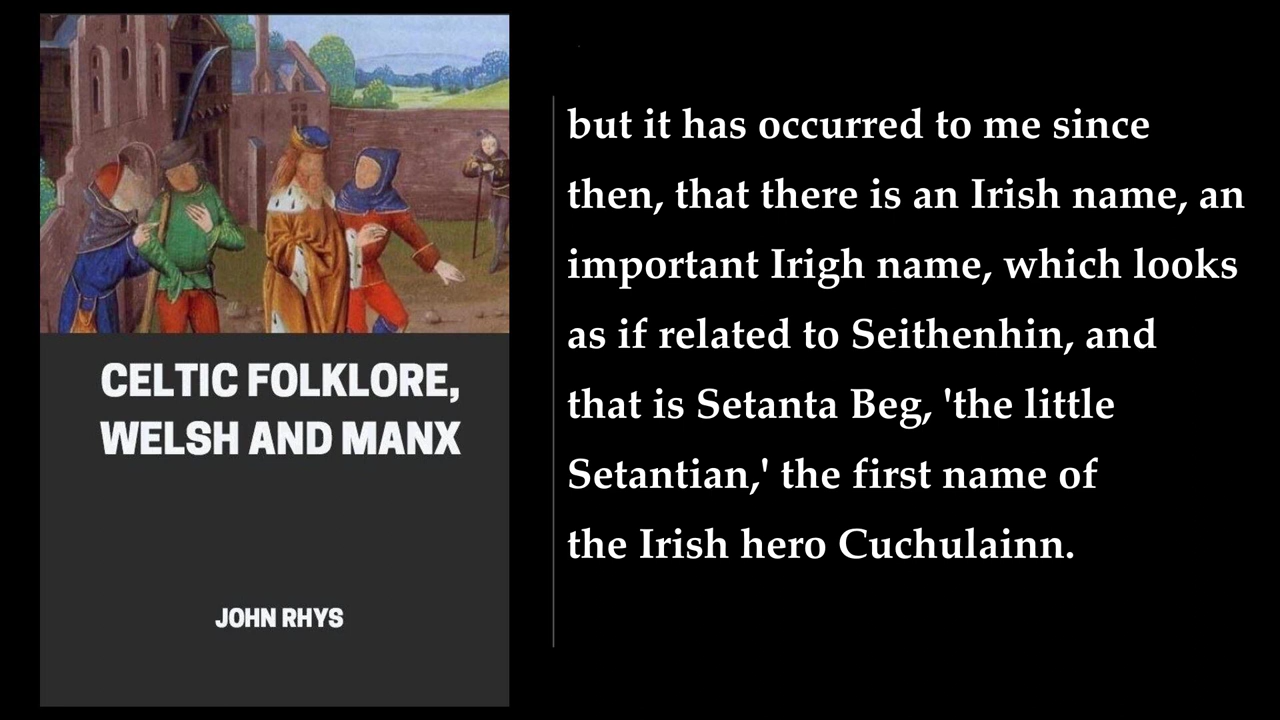 CELTIC FOLKLORE,
WELSH AND MANX
JOHN RHYS
but it has occurred to me since
then, that there is an Irish name, an
important Irigh name, which looks
as if related to Seithenhin, and
that is Setanta Beg, 'the little
Setantian,' the first name of
the Irish hero Cuchulainn.